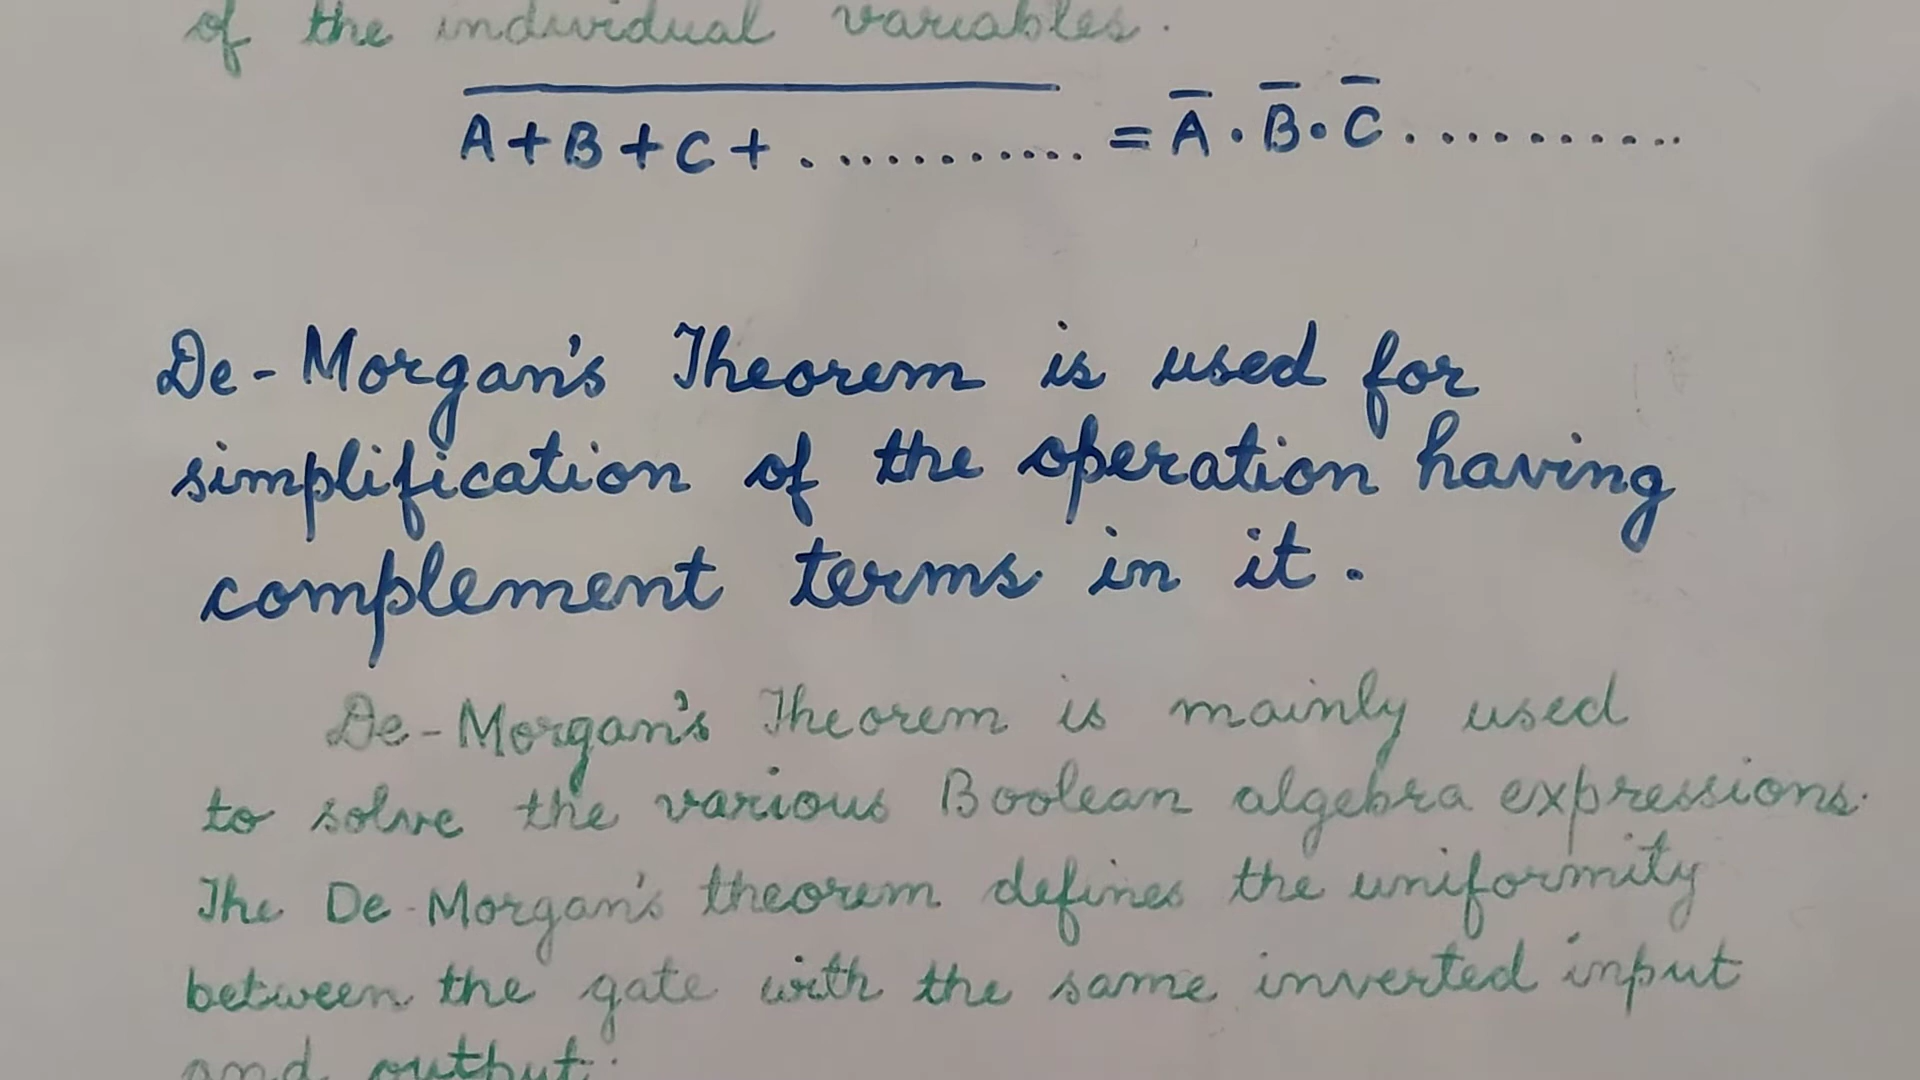 of the individual variables.
A+B+C+............ = A̅.B̅.C̅...........
De-Morgan's Theorem is used for
simplification of the operation having
complement terms in it.
De-Morgan's Theorem is mainly used
to solve the various Boolean algebra expressions.
The De-Morgan's theorem defines the uniformity
between the gate with the same inverted input
and output.